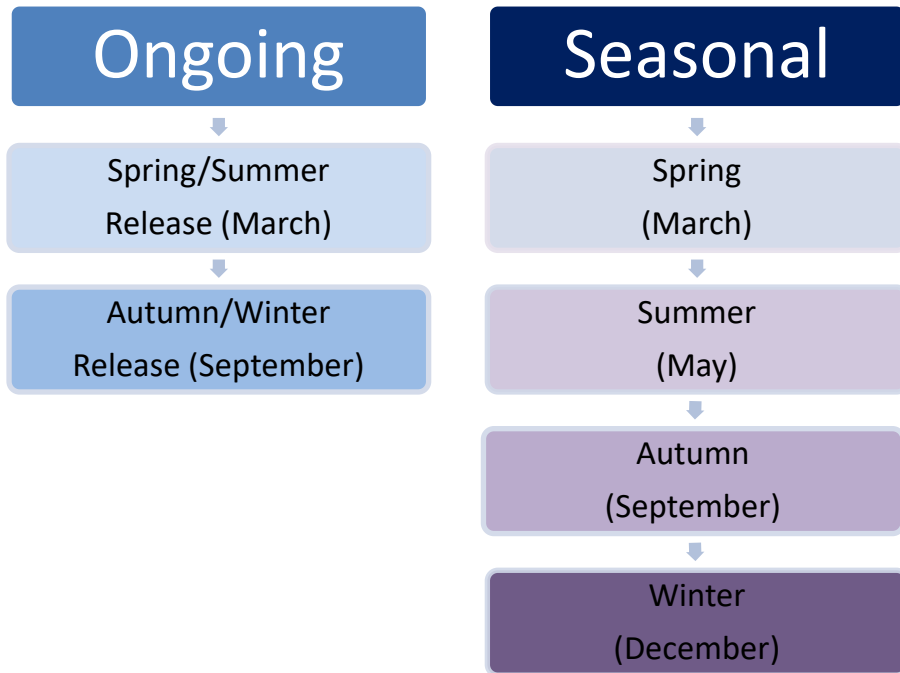 Ongoing
Spring/Summer
Release (March)
Autumn/Winter
Release (September)
Seasonal
Spring
(March)
Summer
(May)
Autumn
(September)
Winter
(December)